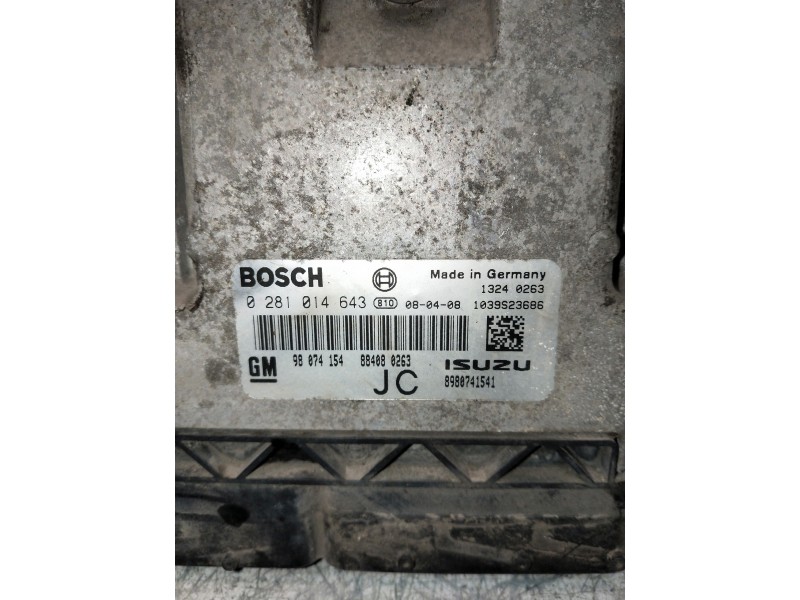 BOSCH Made in Germany
1324 0263
0 281 014 643 810 08-04-08 1039S23686
GM 98 074 154 88408 0263 ISUZU
JC 8980741541